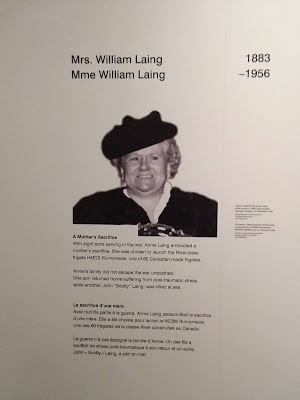 Mrs. William Laing 1883
Mme William Laing –1956
A Mother's Sacrifice
With eight sons serving in the war, Annie Laing embodied a
mother's sacrifice. She was chosen to launch the River-class
frigate HMCS Runnymede, one of 60 Canadian-made frigates.
Annie's family did not escape the war unscathed.
One son returned home suffering from post-traumatic stress,
while another, John "Scotty" Laing, was killed at sea.
Le sacrifice d'une mère
Avec huit fils partis à la guerre, Annie Laing personnifiait le sacrifice
d'une mère. Elle a été choisie pour lancer le NCSM Runnymede,
une des 60 frégates de la classe River construites au Canada.
La guerre n'a pas épargné la famille d'Annie. Un des fils a
souffert de stress post-traumatique à son retour et un autre,
John « Scotty » Laing, a péri en mer.